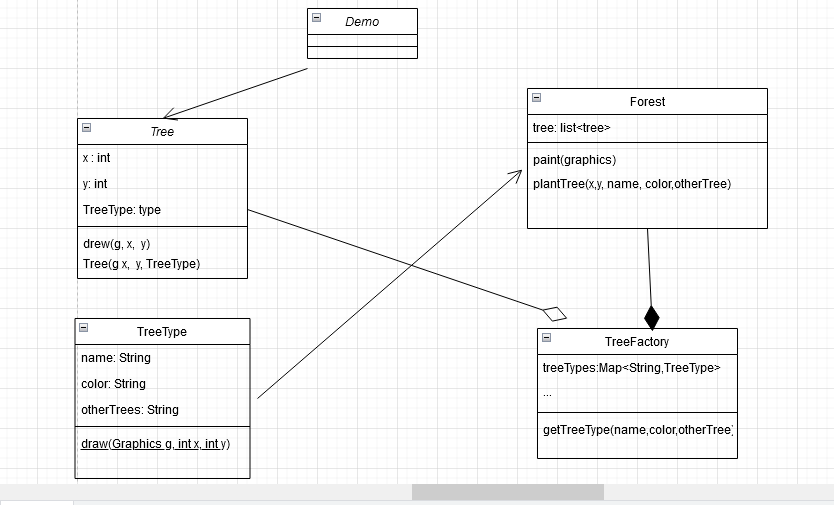 Demo
Tree
x : int
y: int
TreeType: type
drew(g, x, y)
Tree(g x, y, TreeType)
Forest
tree: list<tree>
paint(graphics)
plantTree(x,y, name, color,otherTree)
TreeType
name: String
color: String
otherTrees: String
draw(Graphics g, int x, int y)
TreeFactory
treeTypes:Map<String,TreeType>
...
getTreeType(name,color,otherTree)